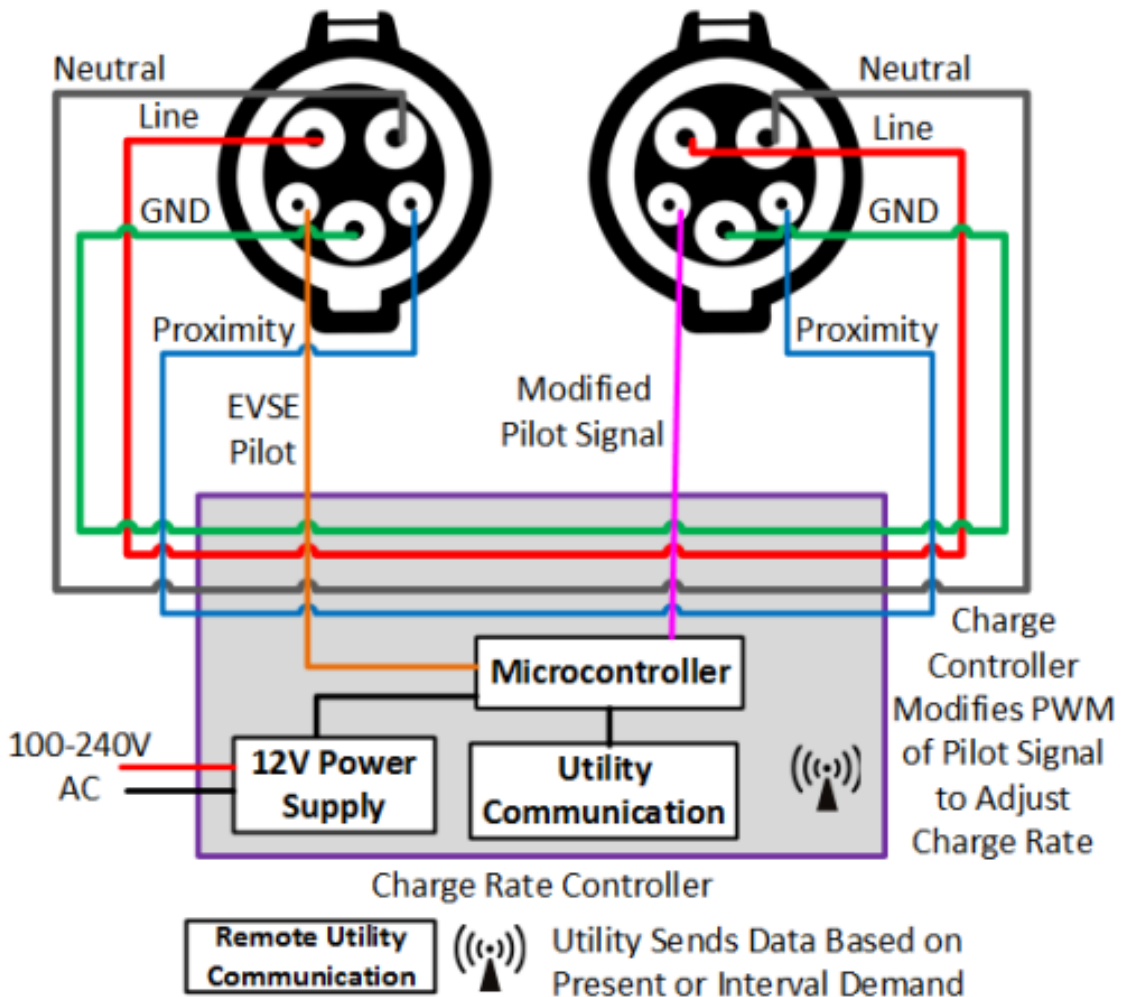 Neutral
Neutral
Line
Line
GND
GND
Proximity
Proximity
EVSE
Pilot
Modified
Pilot Signal
Microcontroller
100-240V
AC
12V Power
Supply
Utility
Communication
Charge
Controller
Modifies PWM
of Pilot Signal
to Adjust
Charge Rate
Charge Rate Controller
Remote Utility
Communication
Utility Sends Data Based on
Present or Interval Demand